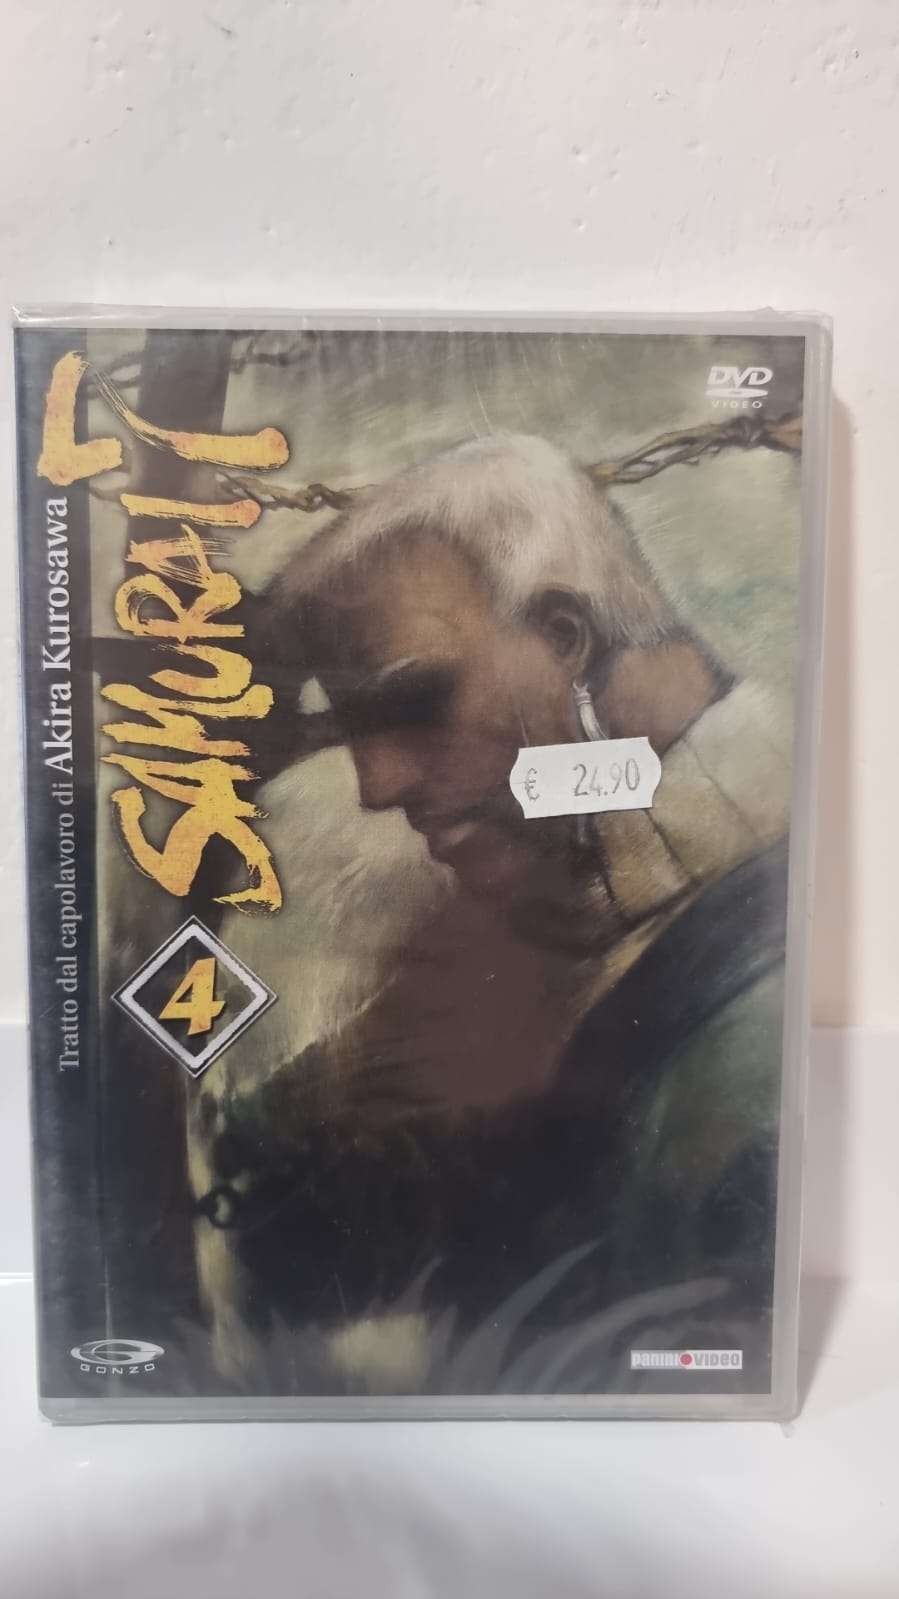 DVD
VIDEO
Tratto dal capolavoro di Akira Kurosawa
SAMURAI 7
4
€ 24.90
GONZO
PANINI VIDEO